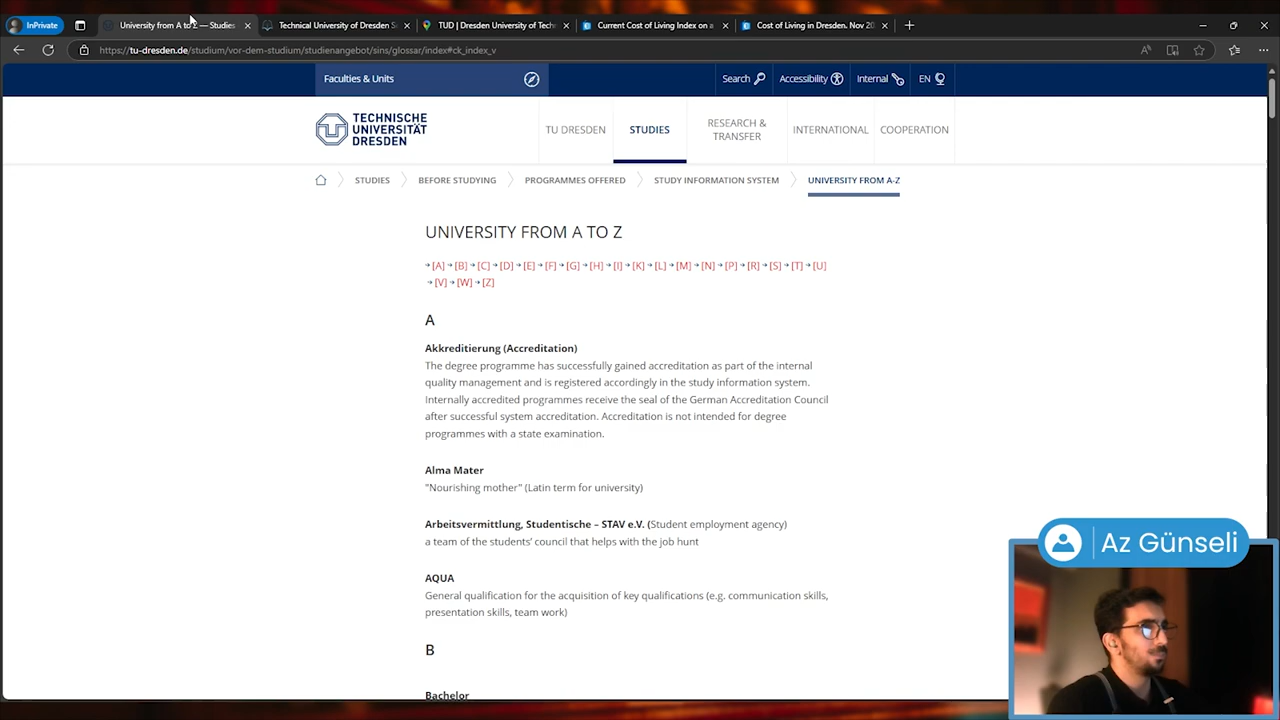 InPrivate
University from A to Z — Studies
Technical University of Dresden
TUD | Dresden University of Tech
Current Cost of Living Index on
Cost of Living in Dresden. Nov 20
https://tu-dresden.de/studium/vor-dem-studium/studienangebot/sins/glossar/index#ck_index_v
Faculties & Units
Search
Accessibility
Internal
EN
TECHNISCHE
UNIVERSITÄT
DRESDEN
TU DRESDEN
STUDIES
RESEARCH &
TRANSFER
INTERNATIONAL
COOPERATION
STUDIES
BEFORE STUDYING
PROGRAMMES OFFERED
STUDY INFORMATION SYSTEM
UNIVERSITY FROM A-Z
UNIVERSITY FROM A TO Z
➝ [A] ➝ [B] ➝ [C] ➝ [D] ➝ [E] ➝ [F] ➝ [G] ➝ [H] ➝ [I] ➝ [K] ➝ [L] ➝ [M] ➝ [N] ➝ [P] ➝ [R] ➝ [S] ➝ [T] ➝ [U]
➝ [V] ➝ [W] ➝ [Z]
A
Akkreditierung (Accreditation)
The degree programme has successfully gained accreditation as part of the internal
quality management and is registered accordingly in the study information system.
Internally accredited programmes receive the seal of the German Accreditation Council
after successful system accreditation. Accreditation is not intended for degree
programmes with a state examination.
Alma Mater
"Nourishing mother" (Latin term for university)
Arbeitsvermittlung, Studentische – STAV e.V. (Student employment agency)
a team of the students' council that helps with the job hunt
AQUA
General qualification for the acquisition of key qualifications (e.g. communication skills,
presentation skills, team work)
B
Bachelor
Az Günseli